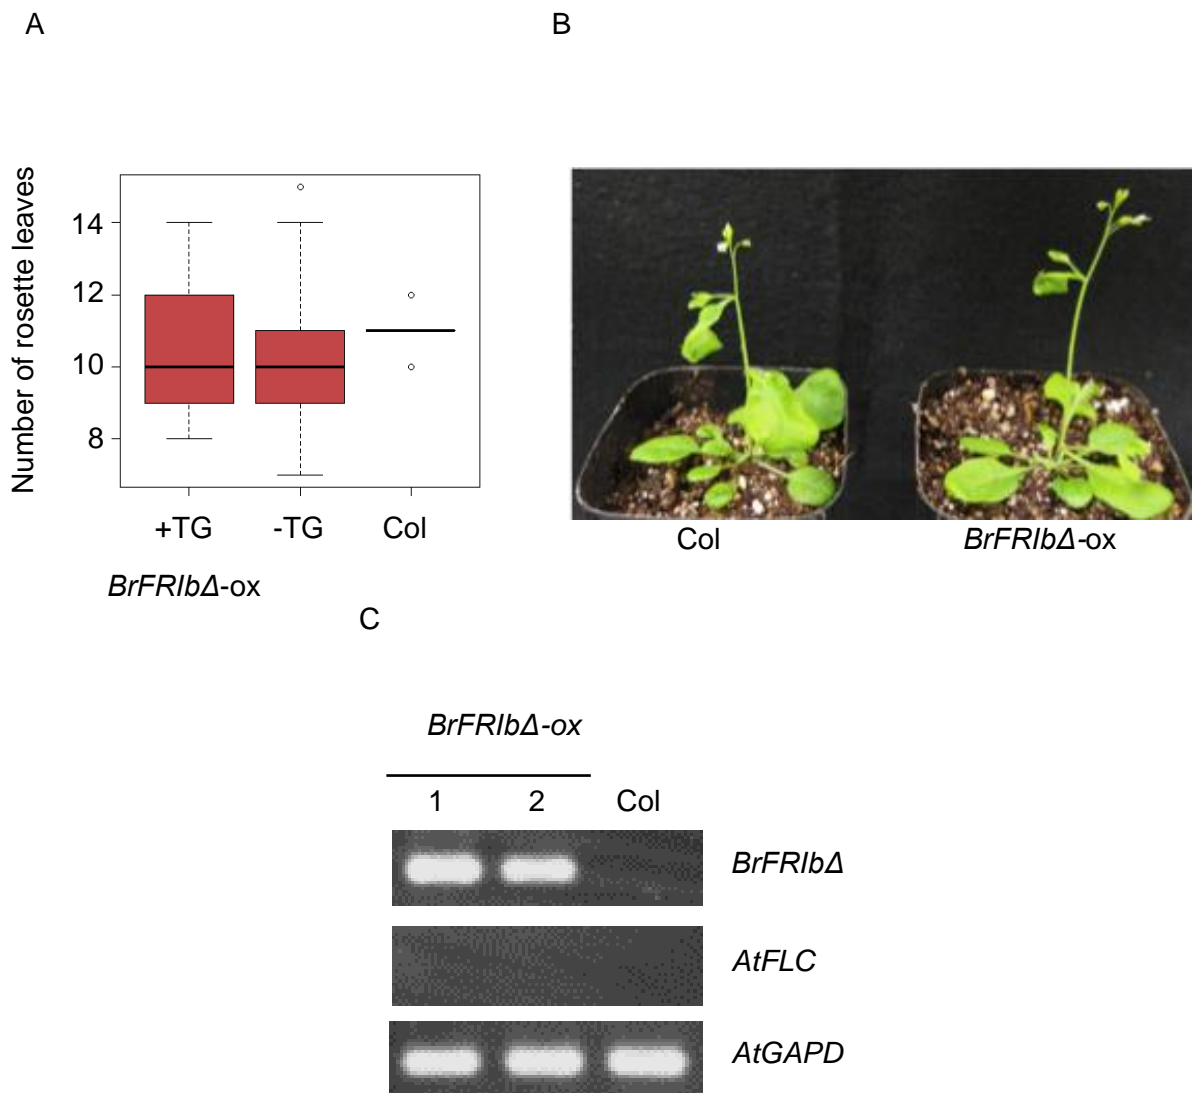 A
B
Number of rosette leaves
14
12
10
8
+TG -TG Col
BrFRIbΔ-ox
Col BrFRIbΔ-ox
C
BrFRIbΔ-ox
1 2 Col
BrFRIbΔ
AtFLC
AtGAPD